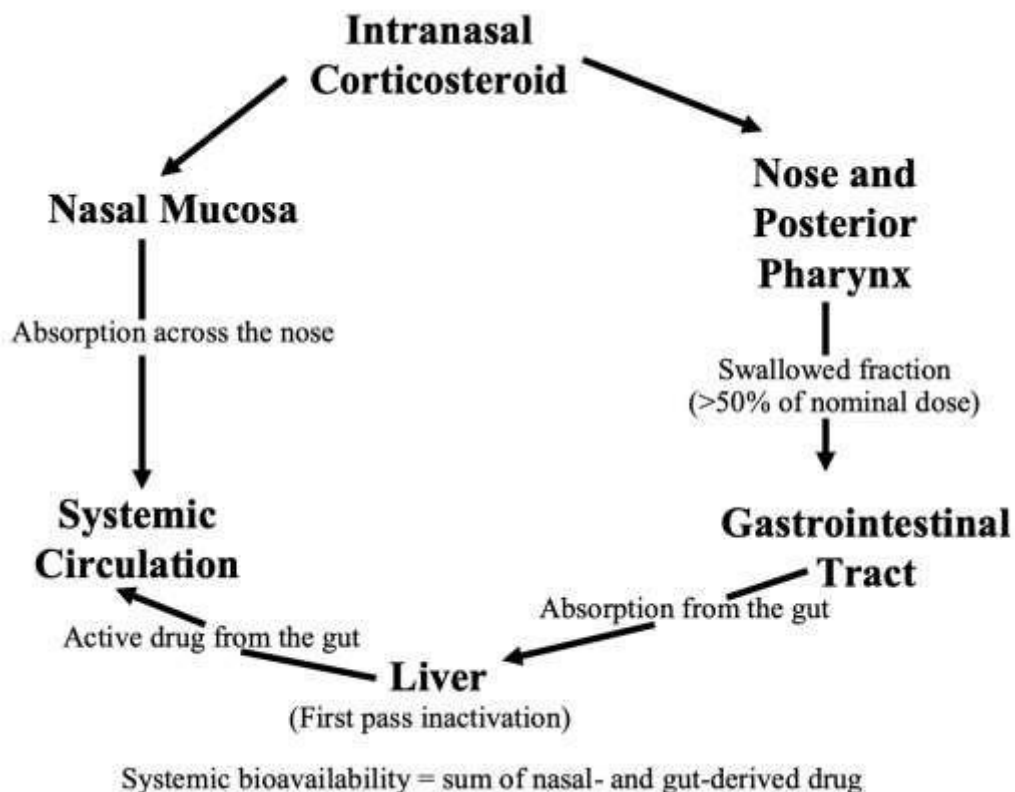 Intranasal
Corticosteroid
Nasal Mucosa
Nose and
Posterior
Pharynx
Absorption across the nose
Swallowed fraction
(>50% of nominal dose)
Systemic
Circulation
Gastrointestinal
Tract
Absorption from the gut
Active drug from the gut
Liver
(First pass inactivation)
Systemic bioavailability = sum of nasal- and gut-derived drug